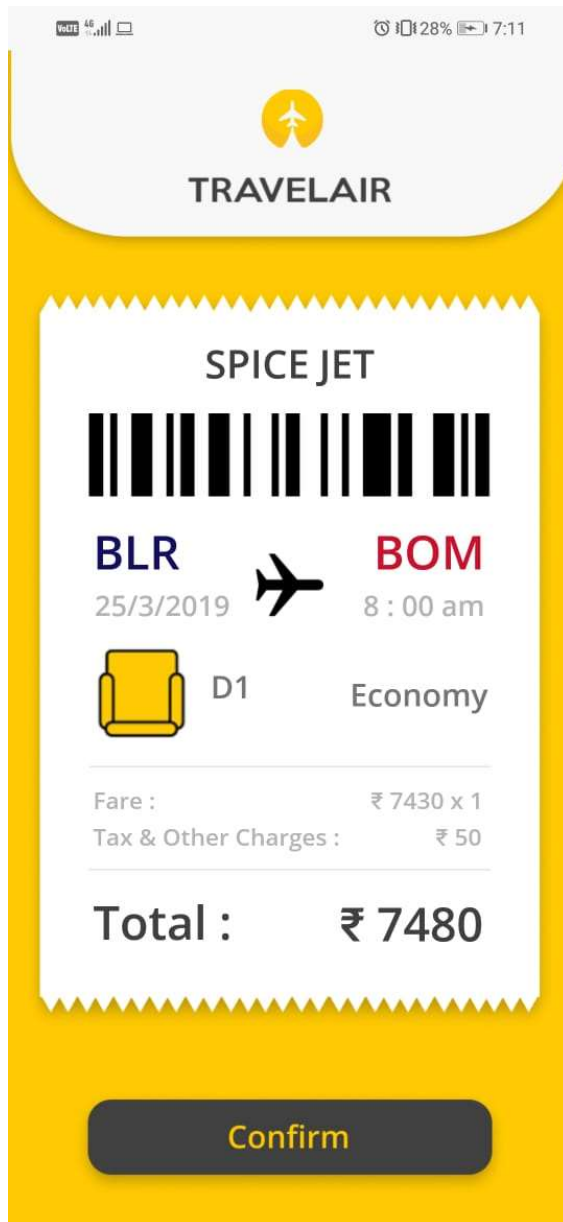 VoLTE 4G 28% 7:11
TRAVELAIR
SPICE JET
BLR BOM
25/3/2019 8 : 00 am
D1 Economy
Fare : ₹ 7430 x 1
Tax & Other Charges : ₹ 50
Total : ₹ 7480
Confirm